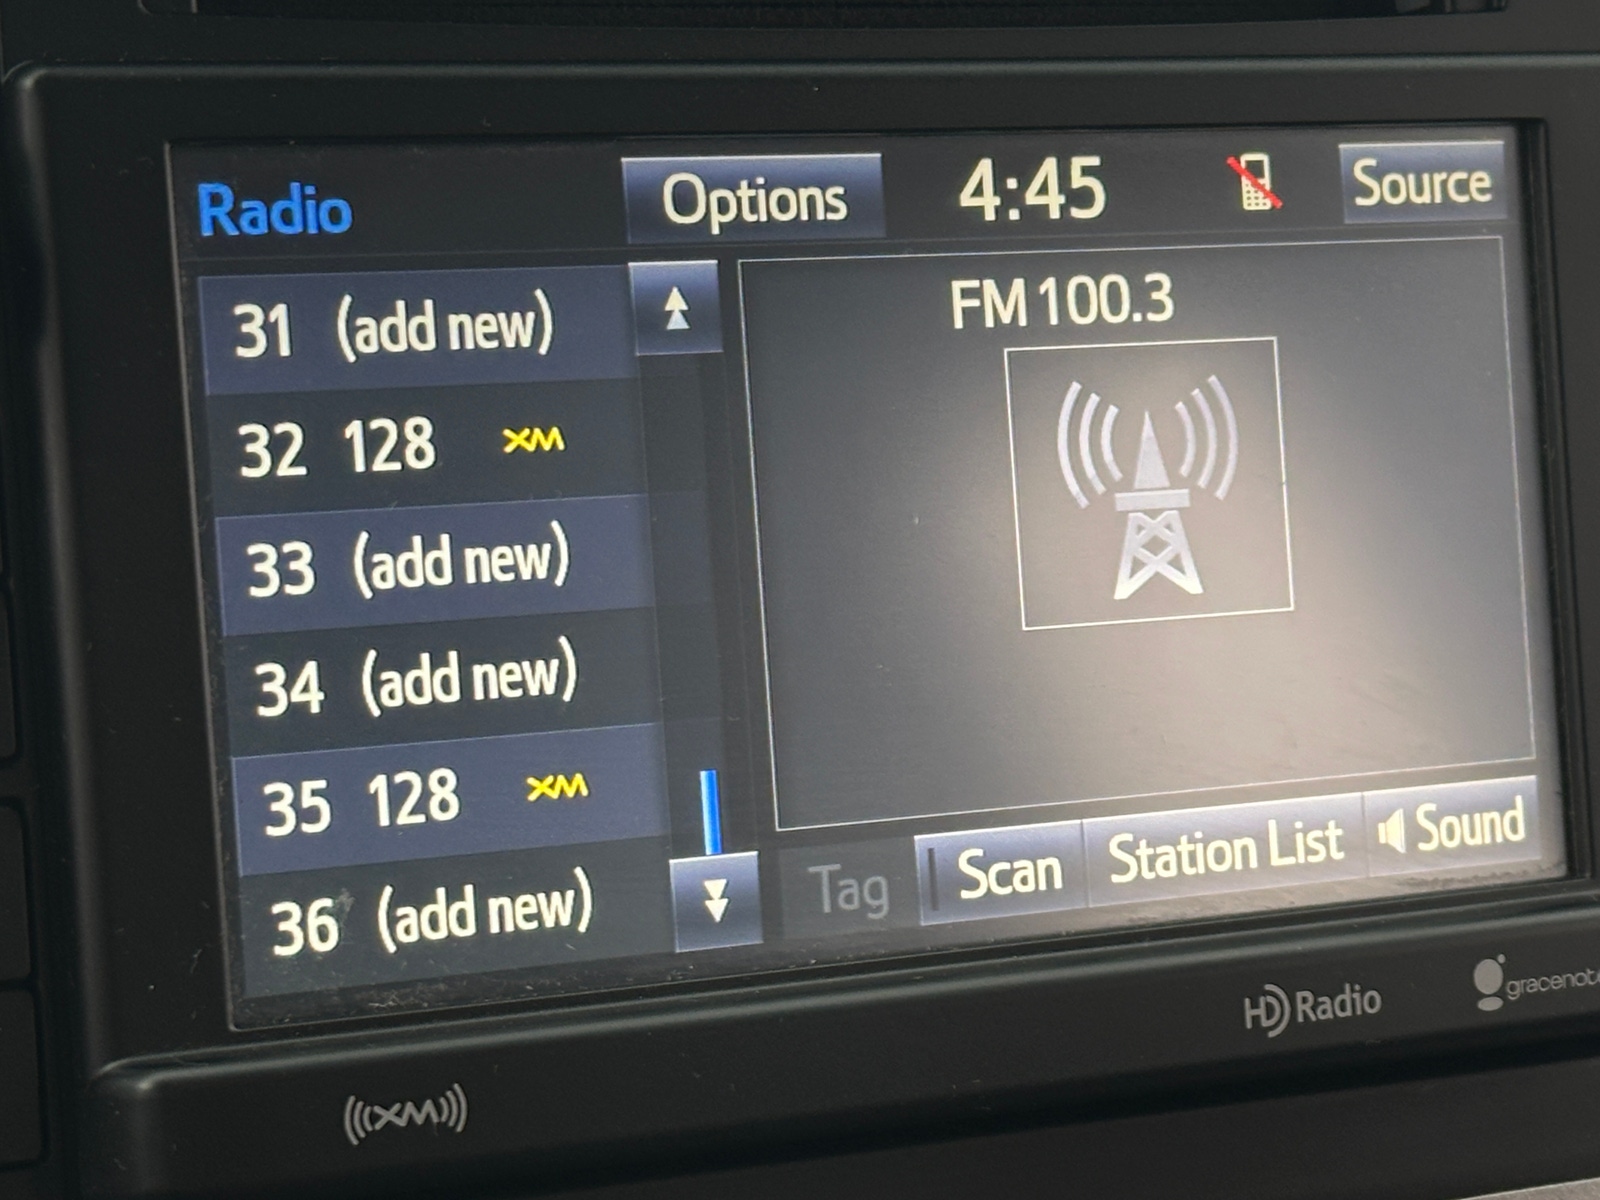 Radio Options 4:45 Source
31 (add new)
32 128 XM
33 (add new)
34 (add new)
35 128 XM
36 (add new)
FM 100.3
Tag Scan Station List Sound
HD Radio gracenote
XM